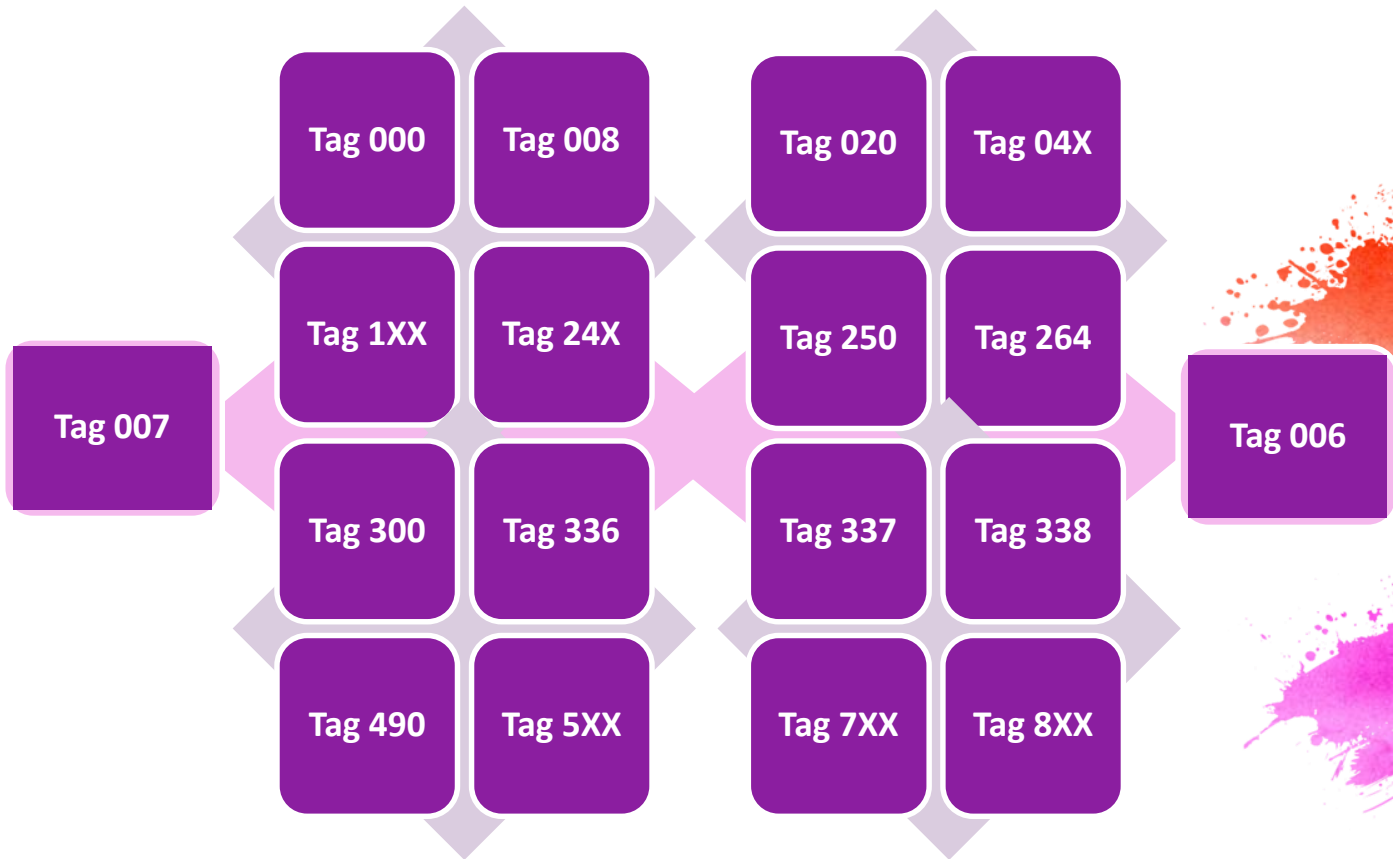 Tag 000
Tag 008
Tag 020
Tag 04X
Tag 1XX
Tag 24X
Tag 250
Tag 264
Tag 007
Tag 006
Tag 300
Tag 336
Tag 337
Tag 338
Tag 490
Tag 5XX
Tag 7XX
Tag 8XX